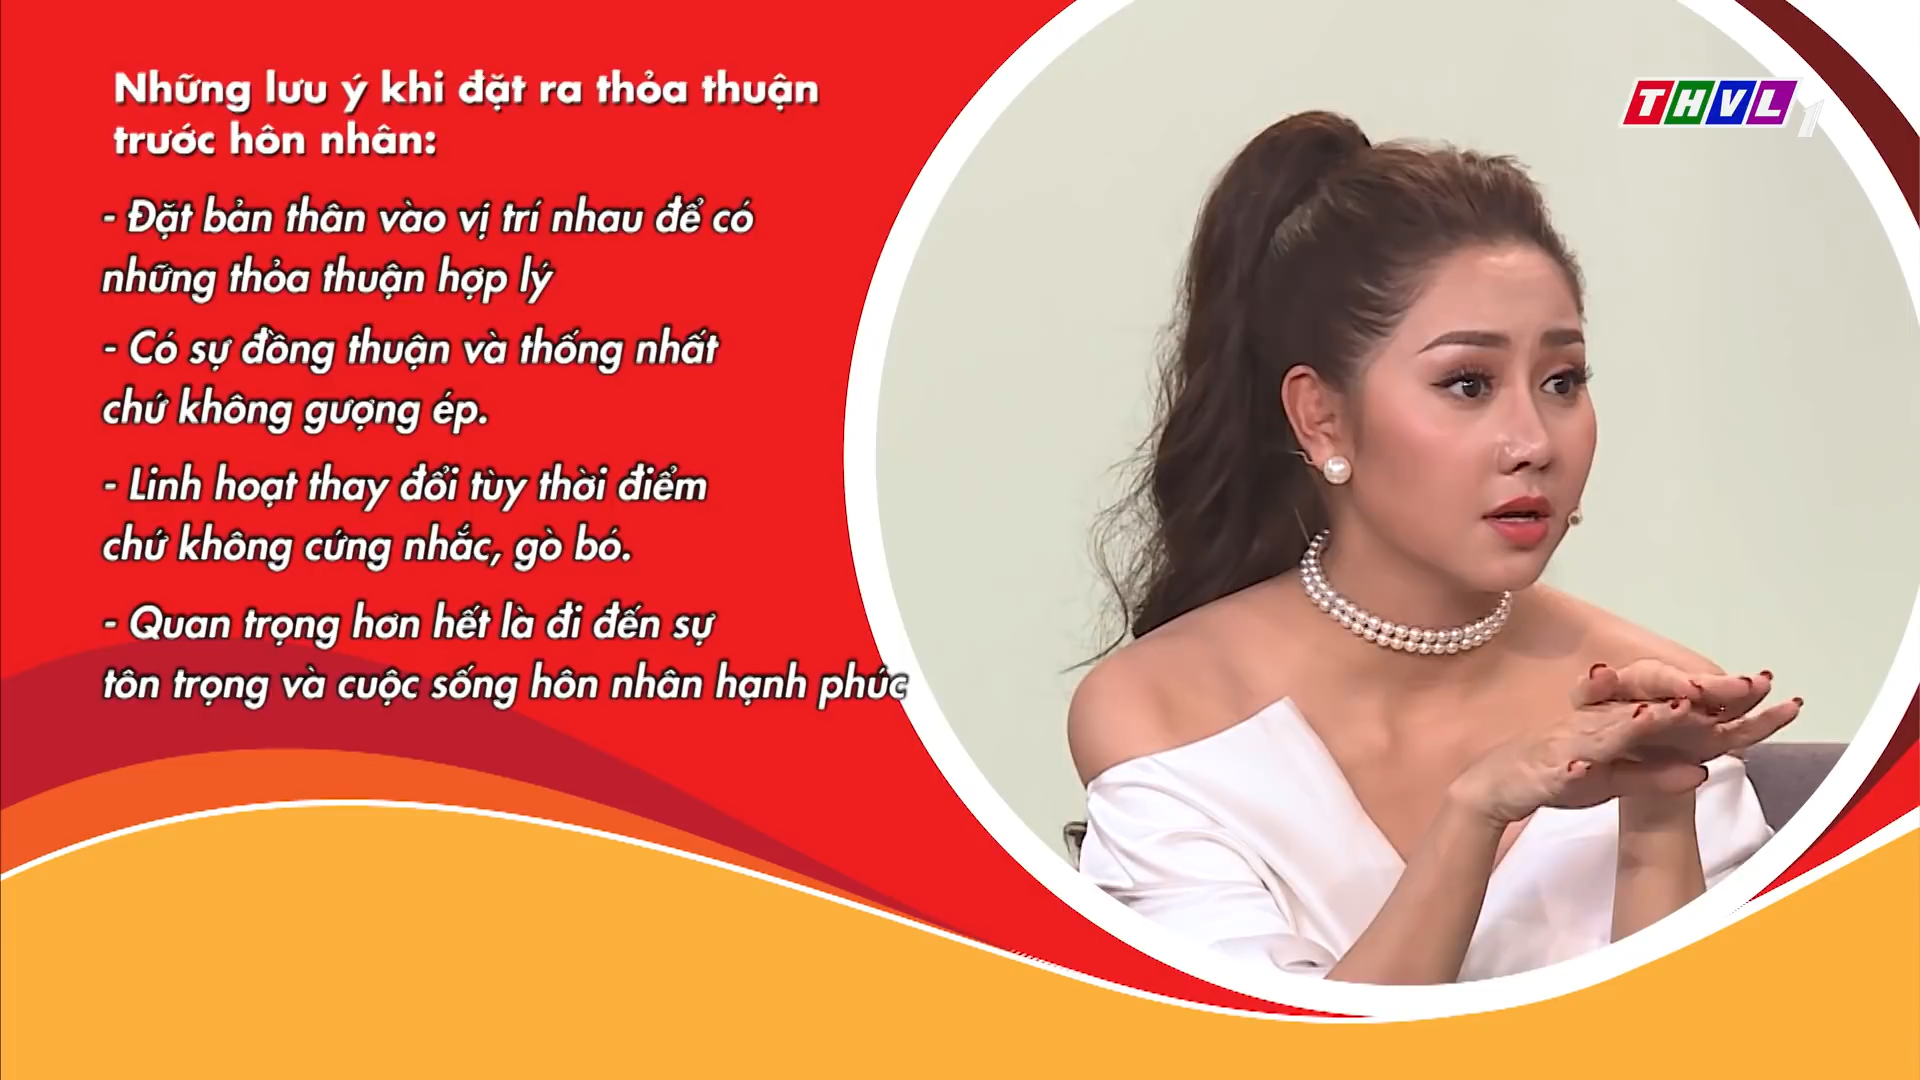 Những lưu ý khi đặt ra thỏa thuận
trước hôn nhân:
- Đặt bản thân vào vị trí nhau để có
những thỏa thuận hợp lý
- Có sự đồng thuận và thống nhất
chứ không gượng ép.
- Linh hoạt thay đổi tùy thời điểm
chứ không cứng nhắc, gò bó.
- Quan trọng hơn hết là đi đến sự
tôn trọng và cuộc sống hôn nhân hạnh phúc
THVL1